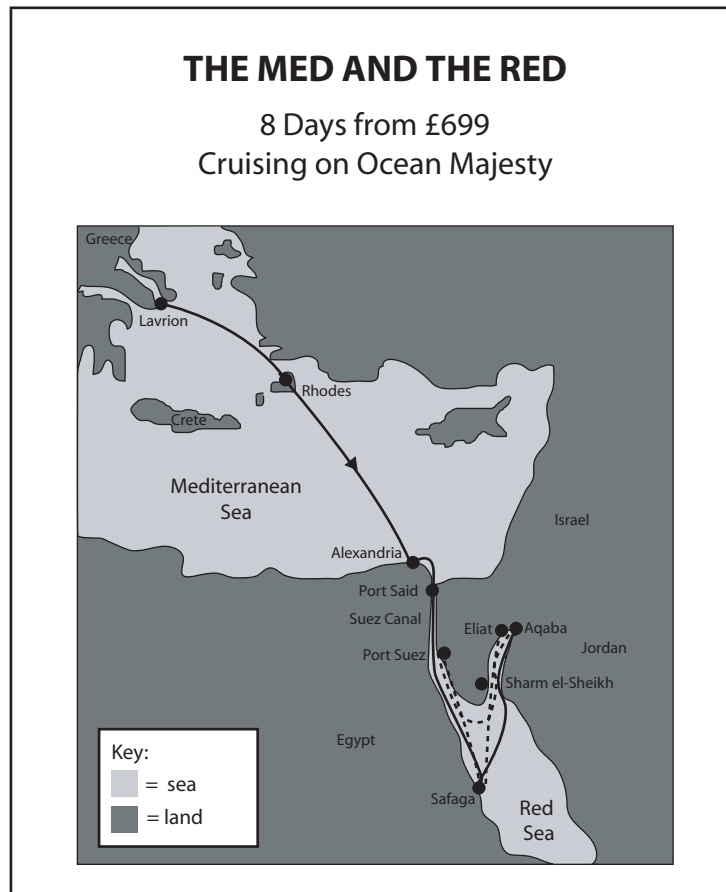 THE MED AND THE RED
8 Days from £699
Cruising on Ocean Majesty
Greece
Lavrion
Rhodes
Crete
Mediterranean
Sea
Israel
Alexandria
Port Said
Suez Canal
Eliat
Aqaba
Jordan
Port Suez
Sharm el-Sheikh
Egypt
Key:
= sea
= land
Safaga
Red
Sea